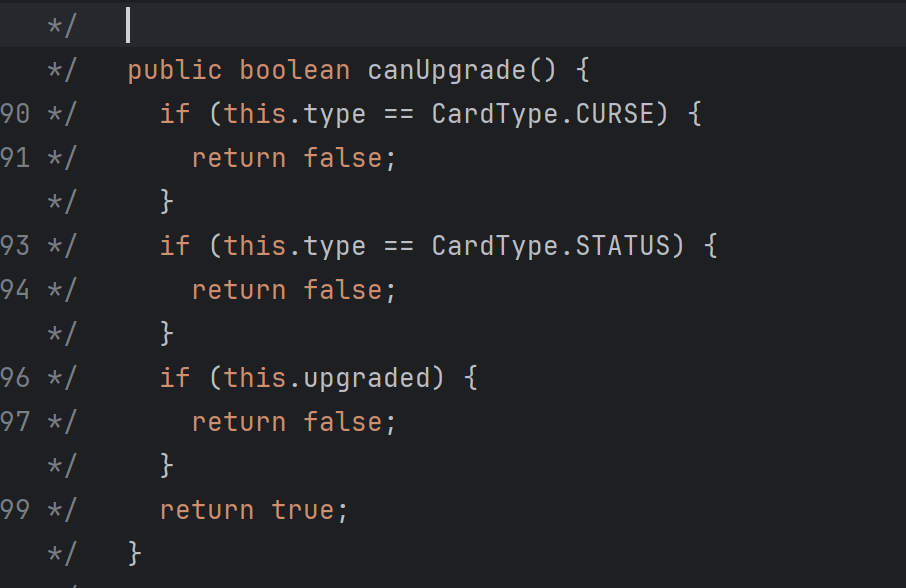 */
*/   public boolean canUpgrade() {
90 */     if (this.type == CardType.CURSE) {
91 */       return false;
*/     }
93 */     if (this.type == CardType.STATUS) {
94 */       return false;
*/     }
96 */     if (this.upgraded) {
97 */       return false;
*/     }
99 */     return true;
*/   }